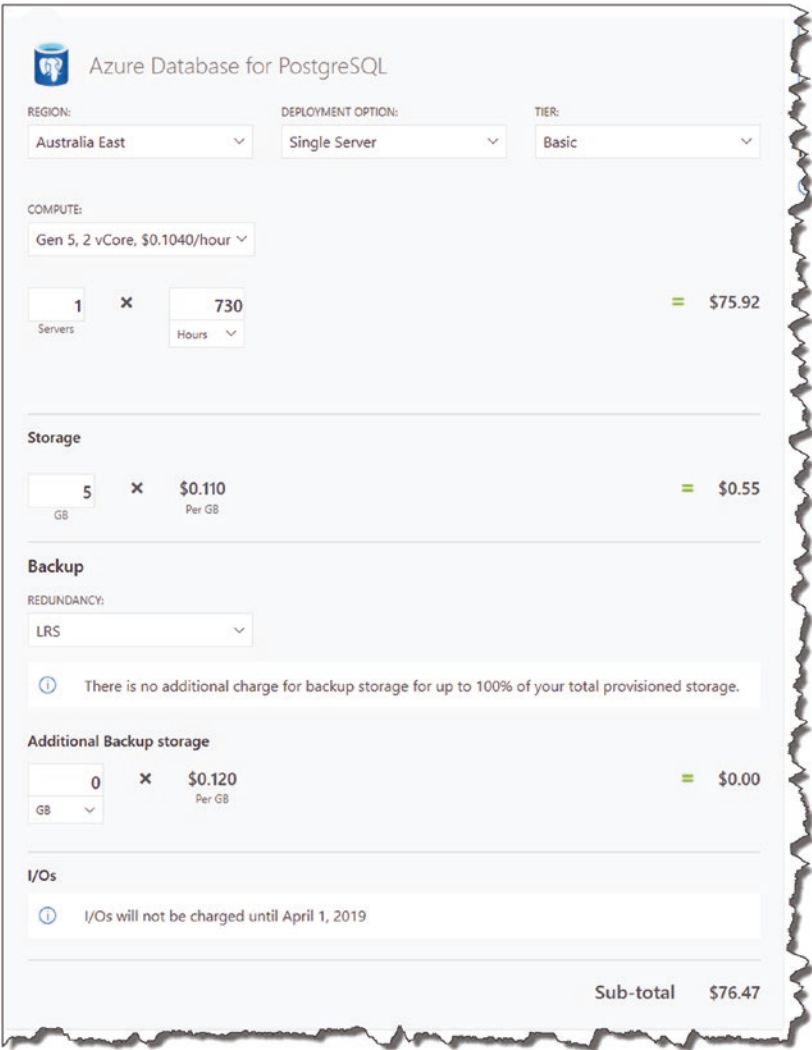 Azure Database for PostgreSQL
REGION: DEPLOYMENT OPTION: TIER:
Australia East Single Server Basic
COMPUTE:
Gen 5, 2 vCore, $0.1040/hour
1 × 730 = $75.92
Servers Hours
Storage
5 × $0.110 = $0.55
GB Per GB
Backup
REDUNDANCY:
LRS
There is no additional charge for backup storage for up to 100% of your total provisioned storage.
Additional Backup storage
0 × $0.120 = $0.00
GB Per GB
I/Os
I/Os will not be charged until April 1, 2019
Sub-total $76.47